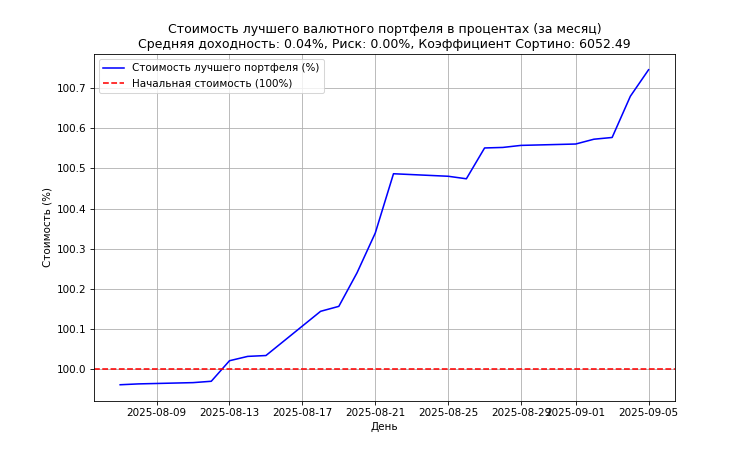 Стоимость лучшего валютного портфеля в процентах (за месяц)
Средняя доходность: 0.04%, Риск: 0.00%, Коэффициент Сортино: 6052.49
Стоимость лучшего портфеля (%)
Начальная стоимость (100%)
Стоимость (%)
100.7
100.6
100.5
100.4
100.3
100.2
100.1
100.0
2025-08-09 2025-08-13 2025-08-17 2025-08-21 2025-08-25 2025-08-29 2025-09-01 2025-09-05
День